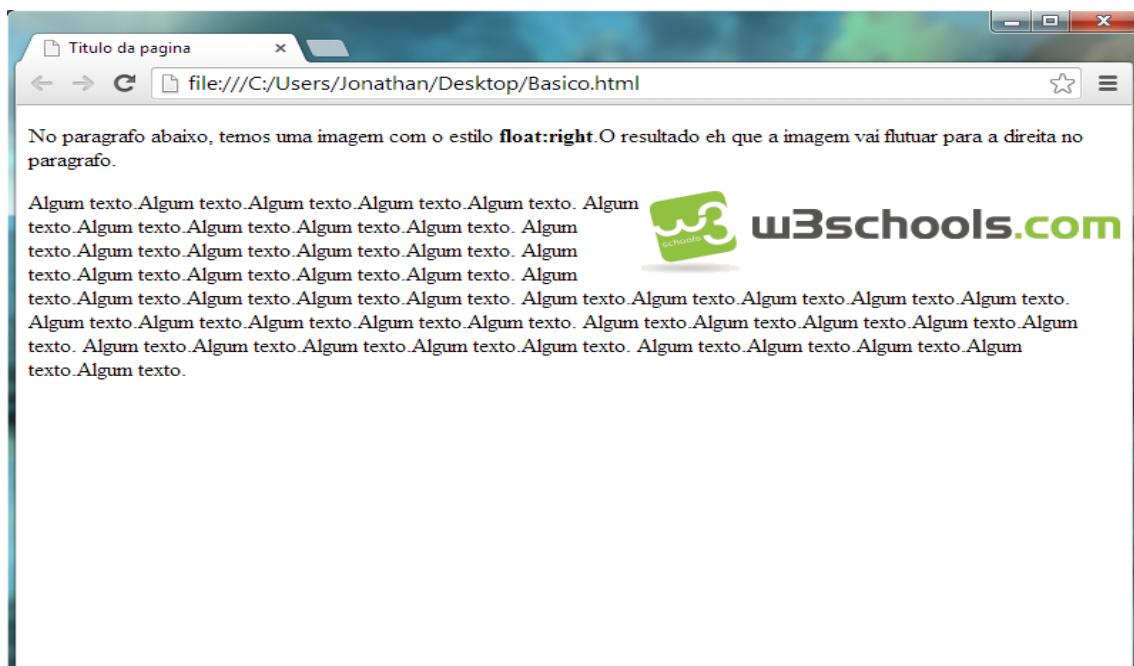 Titulo da pagina
file:///C:/Users/Jonathan/Desktop/Basico.html
No paragrafo abaixo, temos uma imagem com o estilo float:right.O resultado eh que a imagem vai flutuar para a direita no
paragrafo.
Algum texto.Algum texto.Algum texto.Algum texto.Algum texto. Algum
texto.Algum texto.Algum texto.Algum texto.Algum texto. Algum
texto.Algum texto.Algum texto.Algum texto.Algum texto. Algum
texto.Algum texto.Algum texto.Algum texto.Algum texto. Algum
texto.Algum texto.Algum texto.Algum texto.Algum texto. Algum texto.Algum texto.Algum texto.Algum texto.Algum texto.
Algum texto.Algum texto.Algum texto.Algum texto.Algum texto. Algum texto.Algum texto.Algum texto.Algum texto.Algum
texto. Algum texto.Algum texto.Algum texto.Algum texto.Algum texto. Algum texto.Algum texto.Algum texto.Algum
texto.Algum texto.
w3
schools
w3schools.com